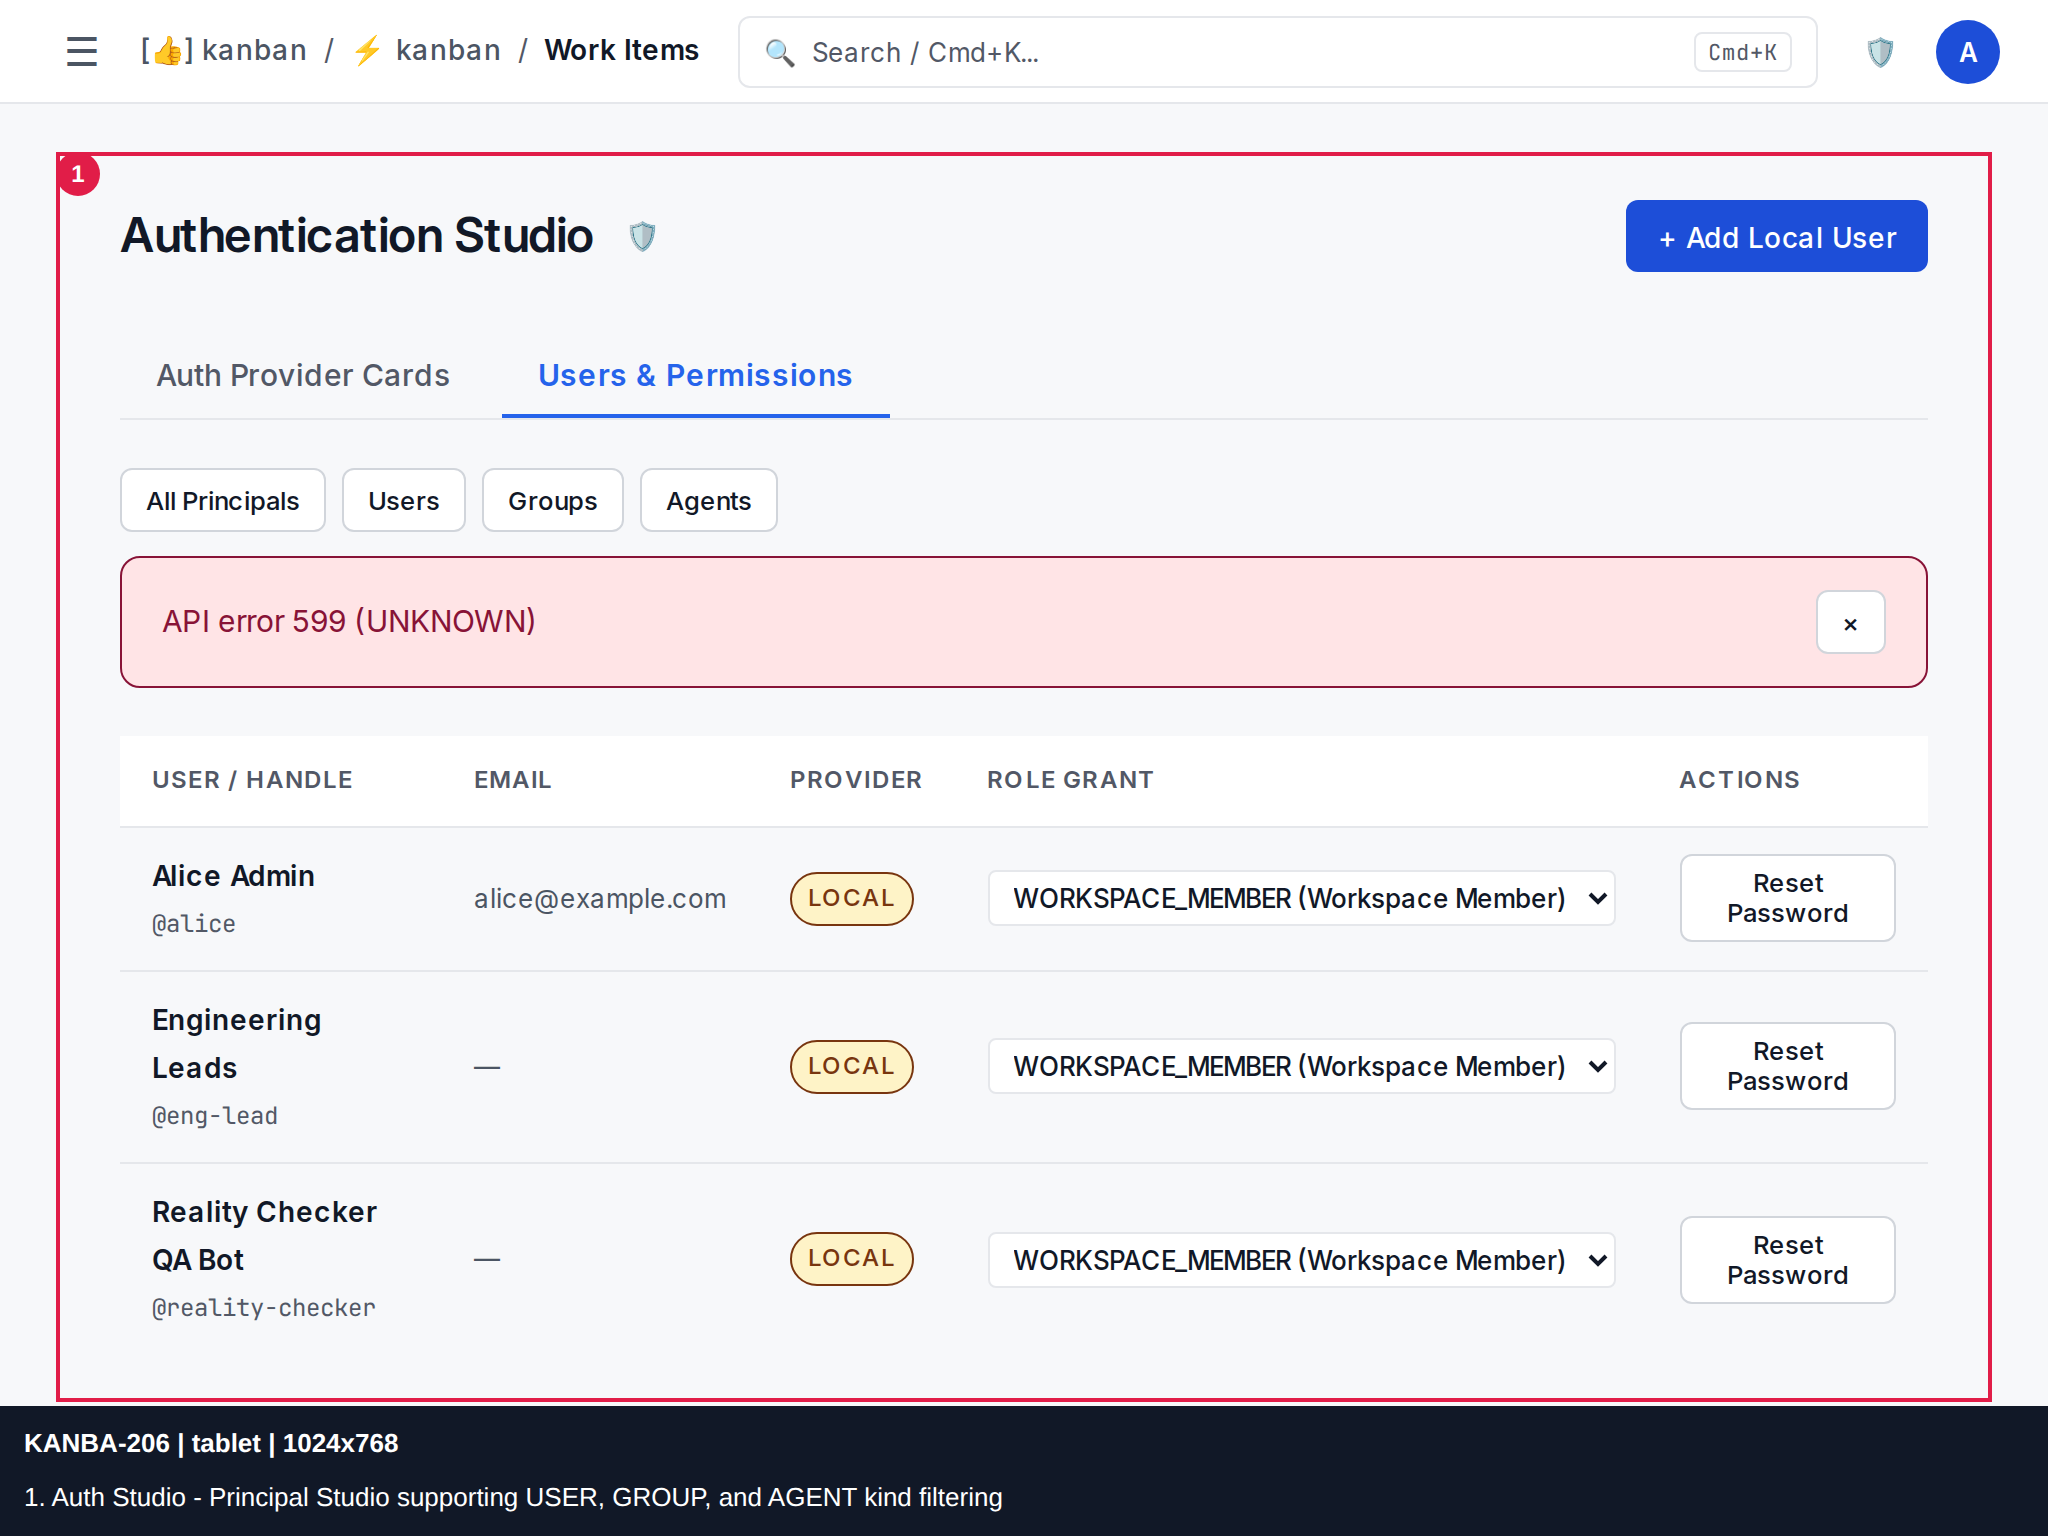 ☰ [👍] kanban / ⚡ kanban / Work Items
🔍 Search / Cmd+K... Cmd+K
🛡️ A
1
Authentication Studio 🛡️
+ Add Local User
Auth Provider Cards Users & Permissions
All Principals Users Groups Agents
API error 599 (UNKNOWN) ×
USER / HANDLE EMAIL PROVIDER ROLE GRANT ACTIONS
Alice Admin
@alice
alice@example.com LOCAL WORKSPACE_MEMBER (Workspace Member)
Reset
Password
Engineering
Leads
@eng-lead
— LOCAL WORKSPACE_MEMBER (Workspace Member)
Reset
Password
Reality Checker
QA Bot
@reality-checker
— LOCAL WORKSPACE_MEMBER (Workspace Member)
Reset
Password
KANBA-206 | tablet | 1024x768
1. Auth Studio - Principal Studio supporting USER, GROUP, and AGENT kind filtering